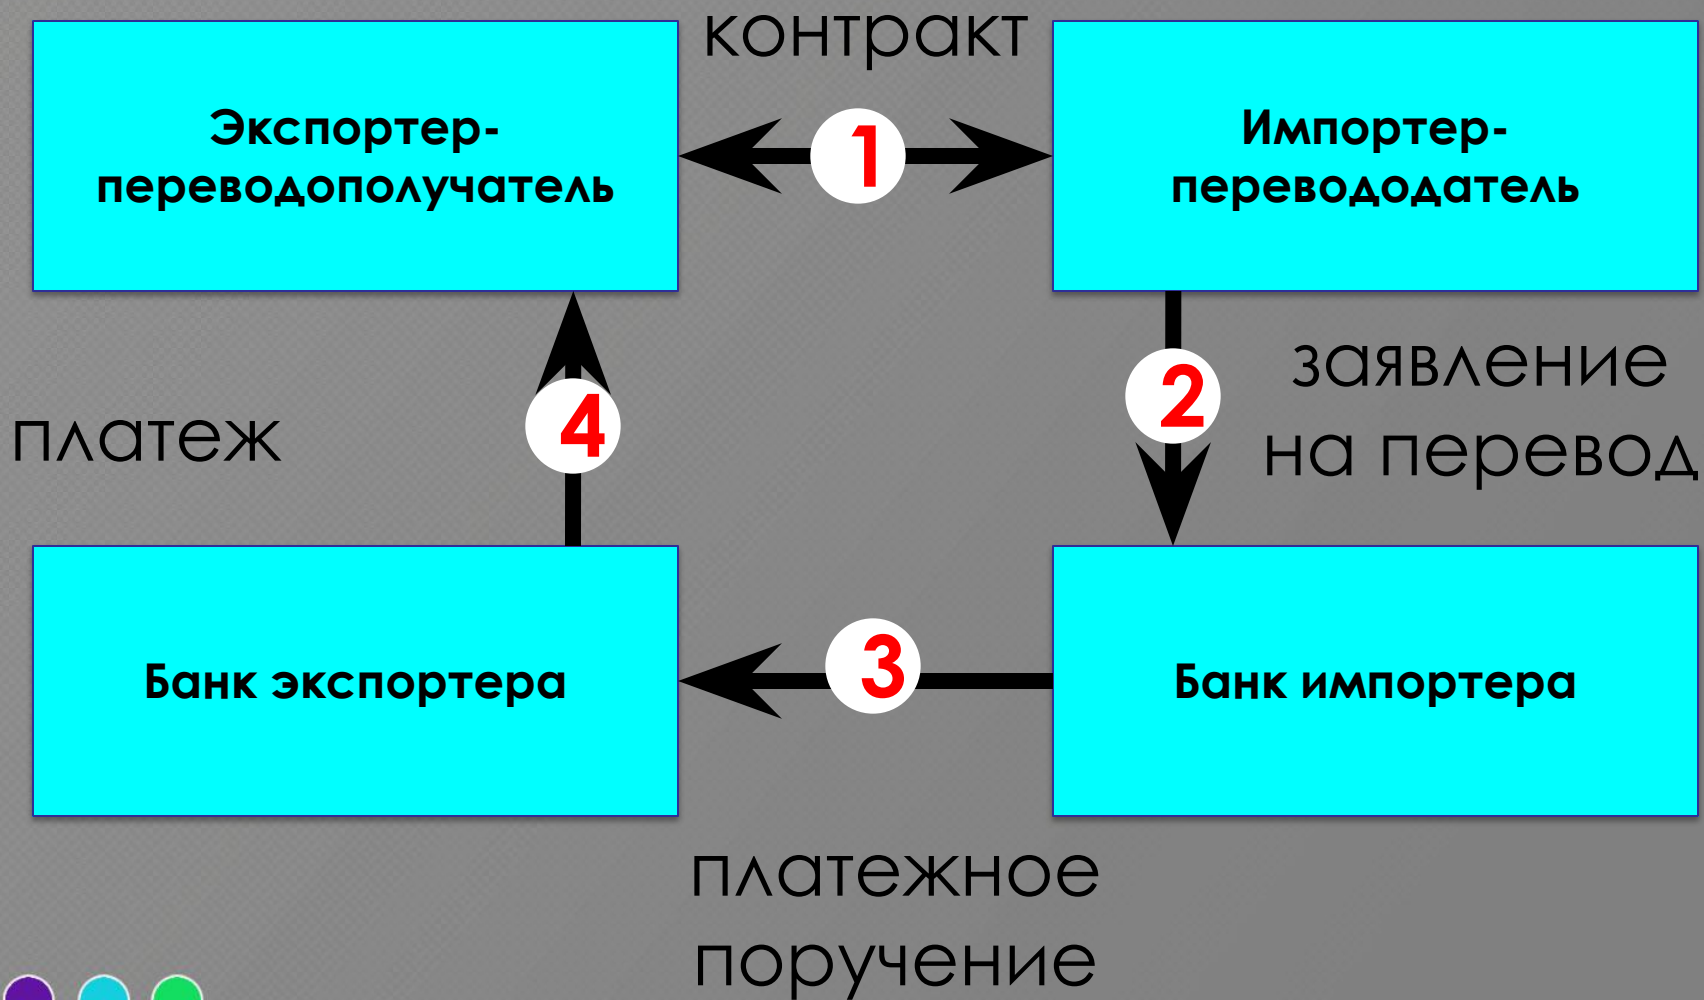 контракт
Экспортер-
переводополучатель
1
Импортер-
перевододатель
2
заявление
на перевод
платеж
4
Банк экспортера
3
Банк импортера
платежное
поручение